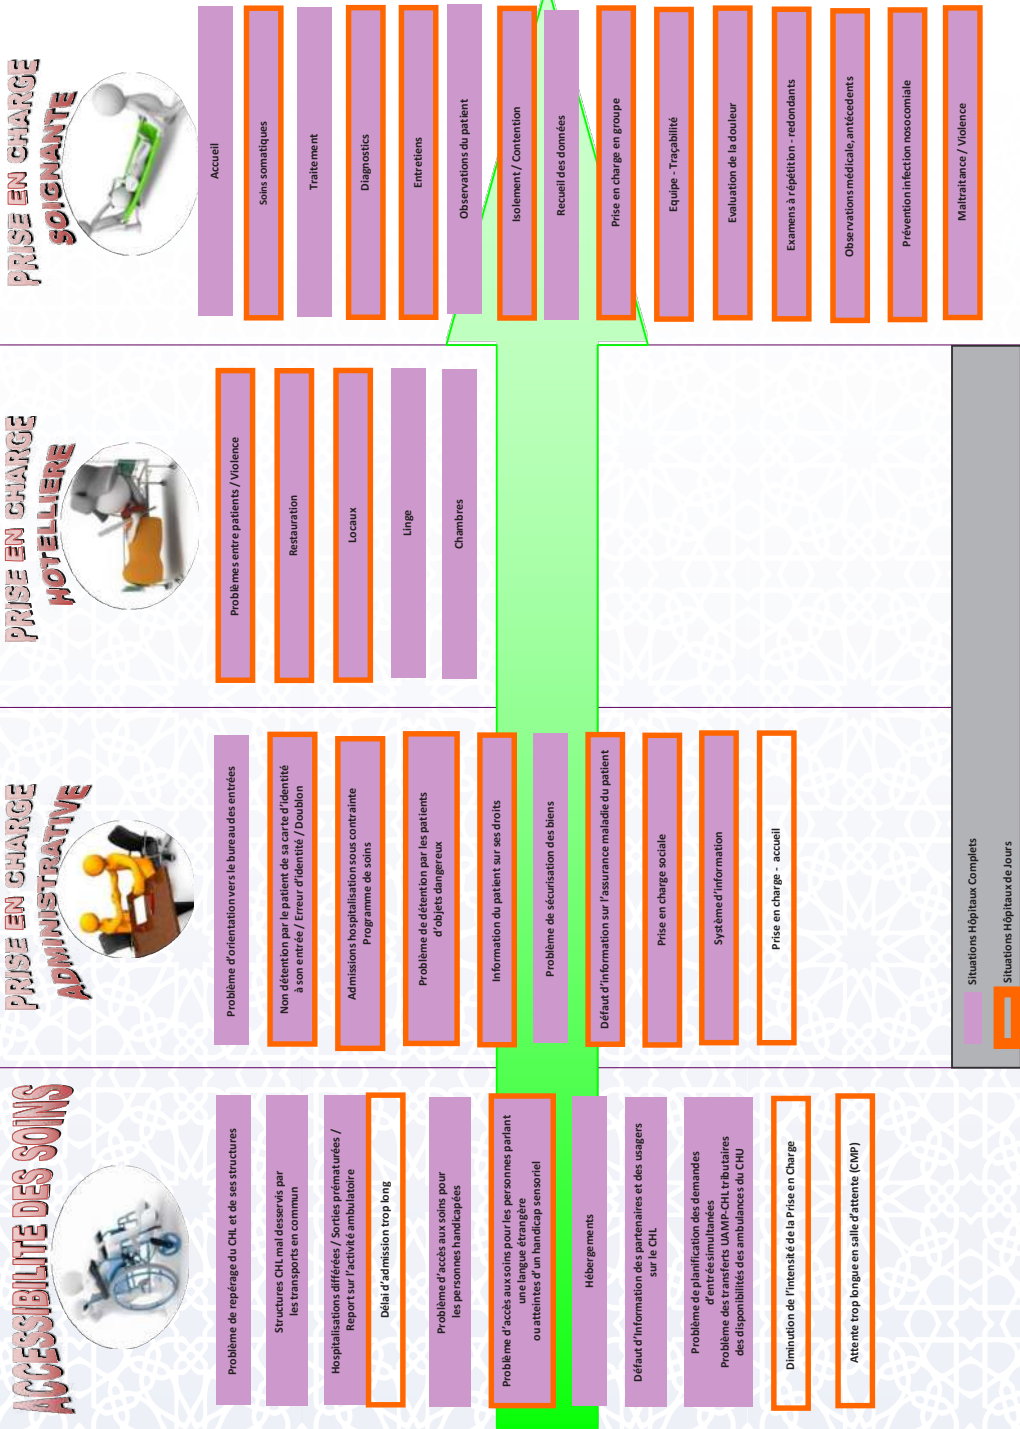 ACCESSIBILITE DES SOINS
Problème de repérage du CHL et de ses structures
Structures CHL mal desservis par
les transports en commun
Hospitalisations différées / Sorties prématurées /
Report sur l'activité ambulatoire
Délai d'admission trop long
Problème d'accès aux soins pour
les personnes handicapées
Problème d'accès aux soins pour les personnes parlant
une langue étrangère
ou atteintes d'un handicap sensoriel
Hébergements
Défaut d'Information des partenaires et des usagers
sur le CHL
Problème de planification des demandes
d'entrée simultanées
Problème des transferts UAMP-CHL tributaires
des disponibilités des ambulances du CHU
Diminution de l'intensité de la Prise en Charge
Attente trop longue en salle d'attente (CMP)
PRISE EN CHARGE
ADMINISTRATIVE
Problème d'orientation vers le bureau des entrées
Non détention par le patient de sa carte d'identité
à son entrée / Erreur d'identité / Doublon
Admissions hospitalisation sous contrainte
Programme de soins
Problème de détention par les patients
d'objets dangereux
Information du patient sur ses droits
Problème de sécurisation des biens
Défaut d'information sur l'assurance maladie du patient
Prise en charge sociale
Système d'information
Prise en charge - accueil
PRISE EN CHARGE
HOTELLIERE
Problèmes entre patients / Violence
Restauration
Locaux
Linge
Chambres
PRISE EN CHARGE
SOIGNANTE
Accueil
Soins somatiques
Traitement
Diagnostics
Entretiens
Observations du patient
Isolement / Contention
Recueil des données
Prise en charge en groupe
Equipe - Traçabilité
Evaluation de la douleur
Examens à répétition - redondants
Observations médicale, antécedents
Prévention infection nosocomiale
Maltraitance / Violence
Situations Hôpitaux Complets
Situations Hôpitaux de Jours